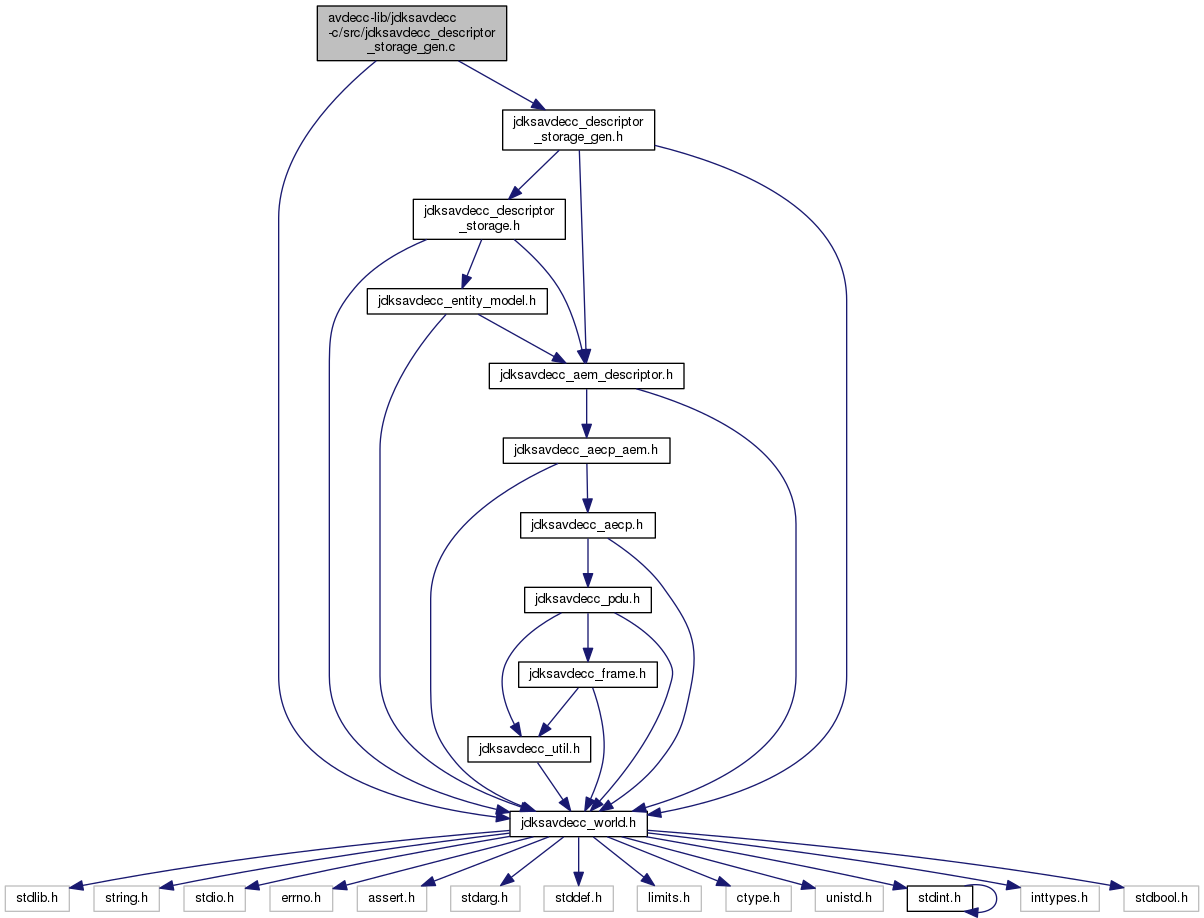 avdecc-lib/jdksavdecc
-c/src/jdksavdecc_descriptor
_storage_gen.c
jdksavdecc_descriptor
_storage_gen.h
jdksavdecc_descriptor
_storage.h
jdksavdecc_entity_model.h
jdksavdecc_aem_descriptor.h
jdksavdecc_aecp_aem.h
jdksavdecc_aecp.h
jdksavdecc_pdu.h
jdksavdecc_frame.h
jdksavdecc_util.h
jdksavdecc_world.h
stdlib.h
string.h
stdio.h
errno.h
assert.h
stdarg.h
stddef.h
limits.h
ctype.h
unistd.h
stdint.h
inttypes.h
stdbool.h